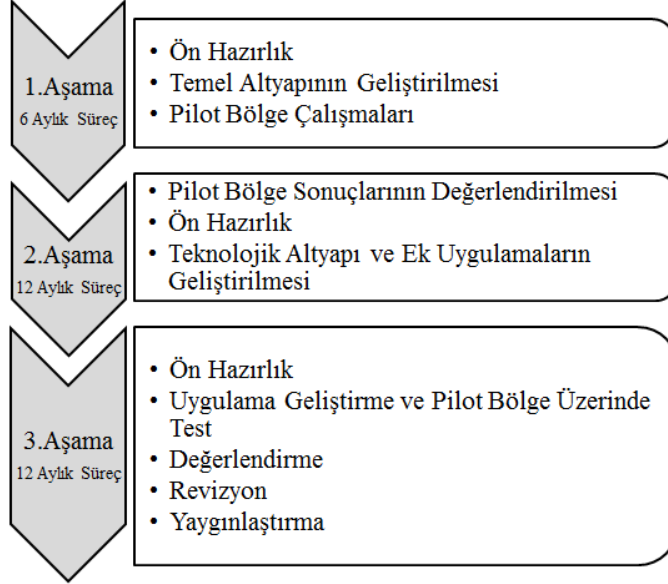 1.Aşama
6 Aylık Süreç
• Ön Hazırlık
• Temel Altyapının Geliştirilmesi
• Pilot Bölge Çalışmaları
2.Aşama
12 Aylık Süreç
• Pilot Bölge Sonuçlarının Değerlendirilmesi
• Ön Hazırlık
• Teknolojik Altyapı ve Ek Uygulamaların
Geliştirilmesi
3.Aşama
12 Aylık Süreç
• Ön Hazırlık
• Uygulama Geliştirme ve Pilot Bölge Üzerinde
Test
• Değerlendirme
• Revizyon
• Yaygınlaştırma